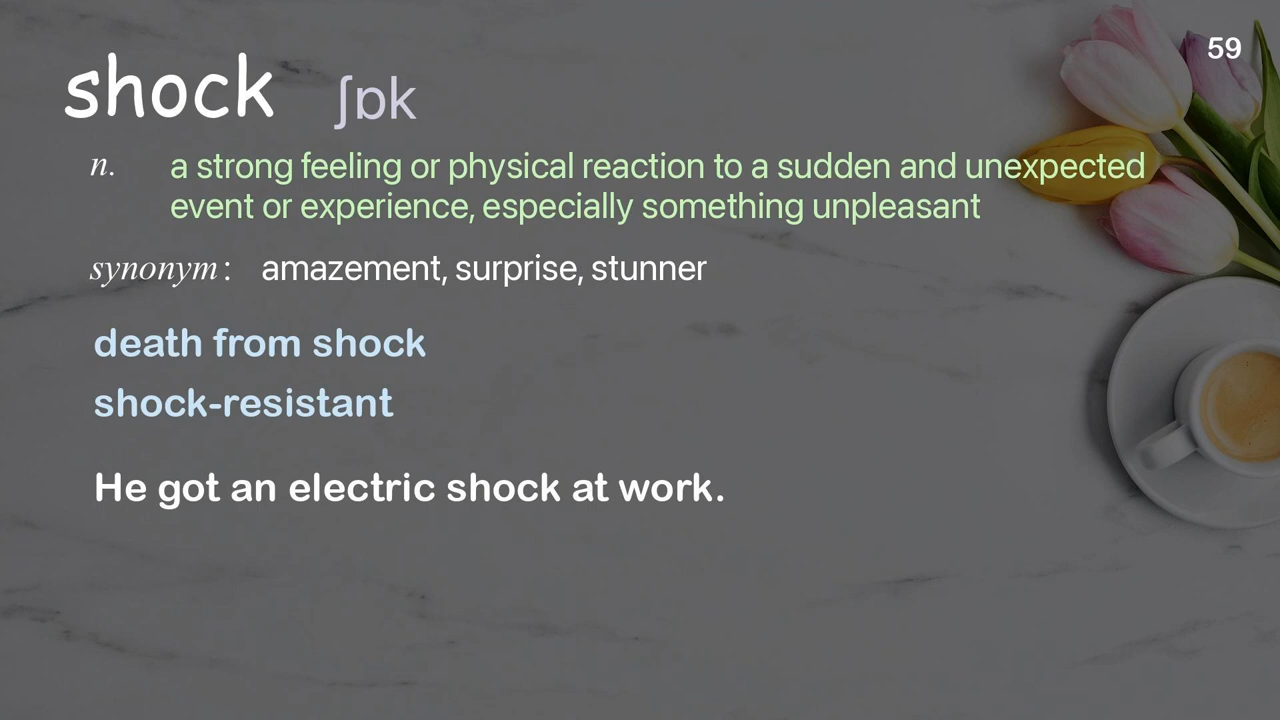 59
shock ʃɒk
n. a strong feeling or physical reaction to a sudden and unexpected
event or experience, especially something unpleasant
synonym: amazement, surprise, stunner
death from shock
shock-resistant
He got an electric shock at work.